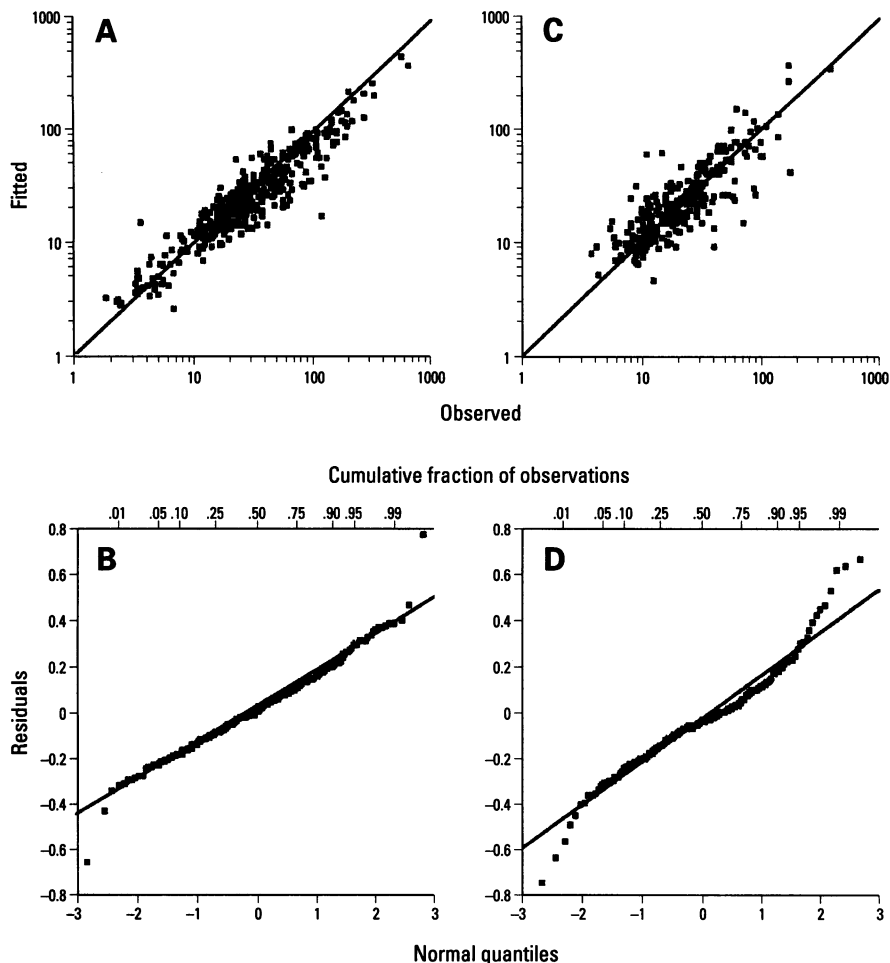 A
1000
100
10
1
Fitted
1 10 100 1000
C
1000
100
10
1
1 10 100 1000
Observed
Cumulative fraction of observations
.01 .05 .10 .25 .50 .75 .90 .95 .99
B
0.8
0.6
0.4
0.2
0
−0.2
−0.4
−0.6
−0.8
Residuals
−3 −2 −1 0 1 2 3
.01 .05 .10 .25 .50 .75 .90 .95 .99
D
0.8
0.6
0.4
0.2
0
−0.2
−0.4
−0.6
−0.8
−3 −2 −1 0 1 2 3
Normal quantiles